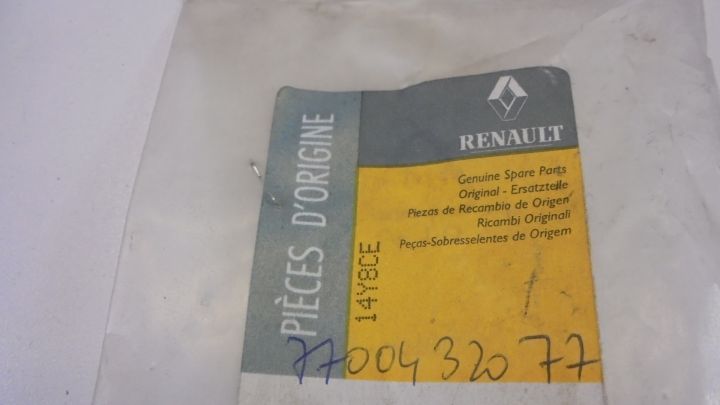 RENAULT
Genuine Spare Parts
Original - Ersatzteile
Piezas de Recambio de Origen
Ricambi Originali
Peças-Sobresselentes de Origem
PIÈCES D'ORIGINE
14Y8CE
7700432077